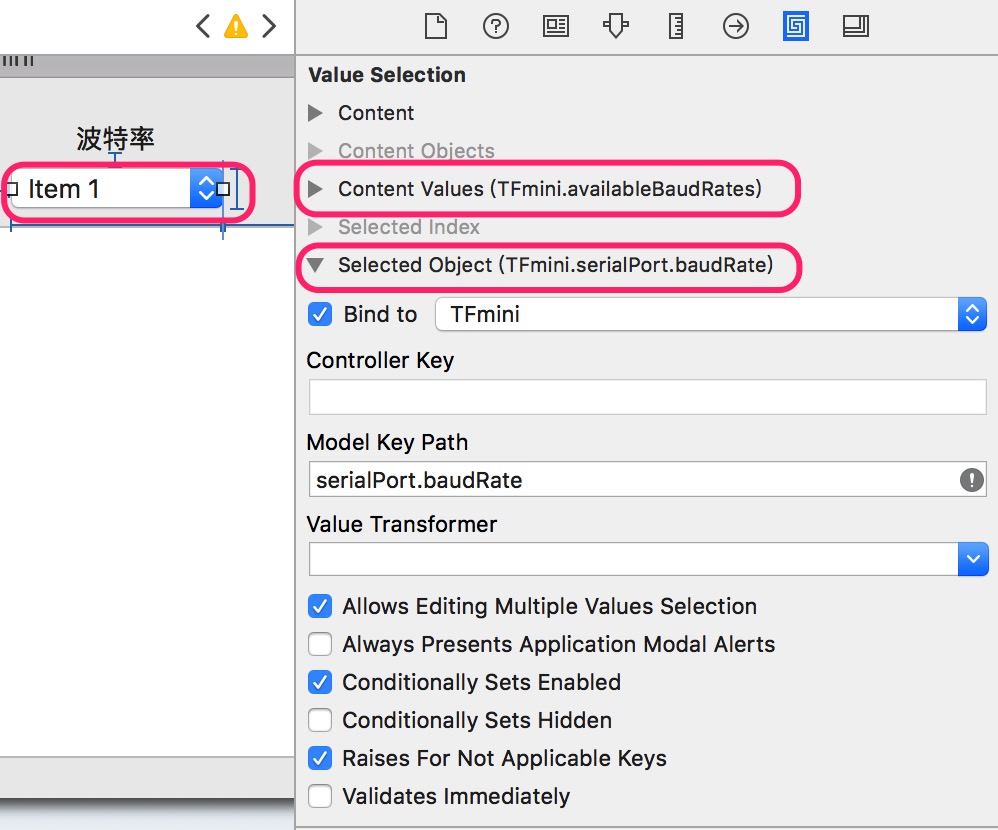 Value Selection
Content
波特率
Content Objects
Item 1
Content Values (TFmini.availableBaudRates)
Selected Index
Selected Object (TFmini.serialPort.baudRate)
Bind to TFmini
Controller Key
Model Key Path
serialPort.baudRate
Value Transformer
Allows Editing Multiple Values Selection
Always Presents Application Modal Alerts
Conditionally Sets Enabled
Conditionally Sets Hidden
Raises For Not Applicable Keys
Validates Immediately